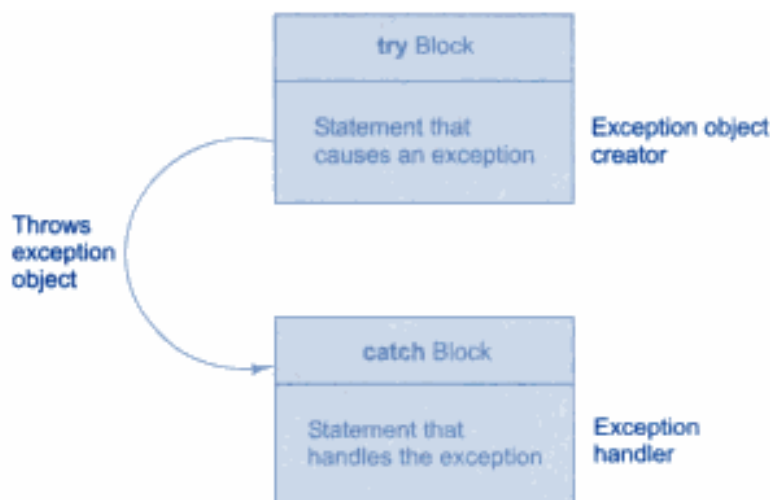 try Block
Statement that
causes an exception
Exception object
creator
Throws
exception
object
catch Block
Statement that
handles the exception
Exception
handler